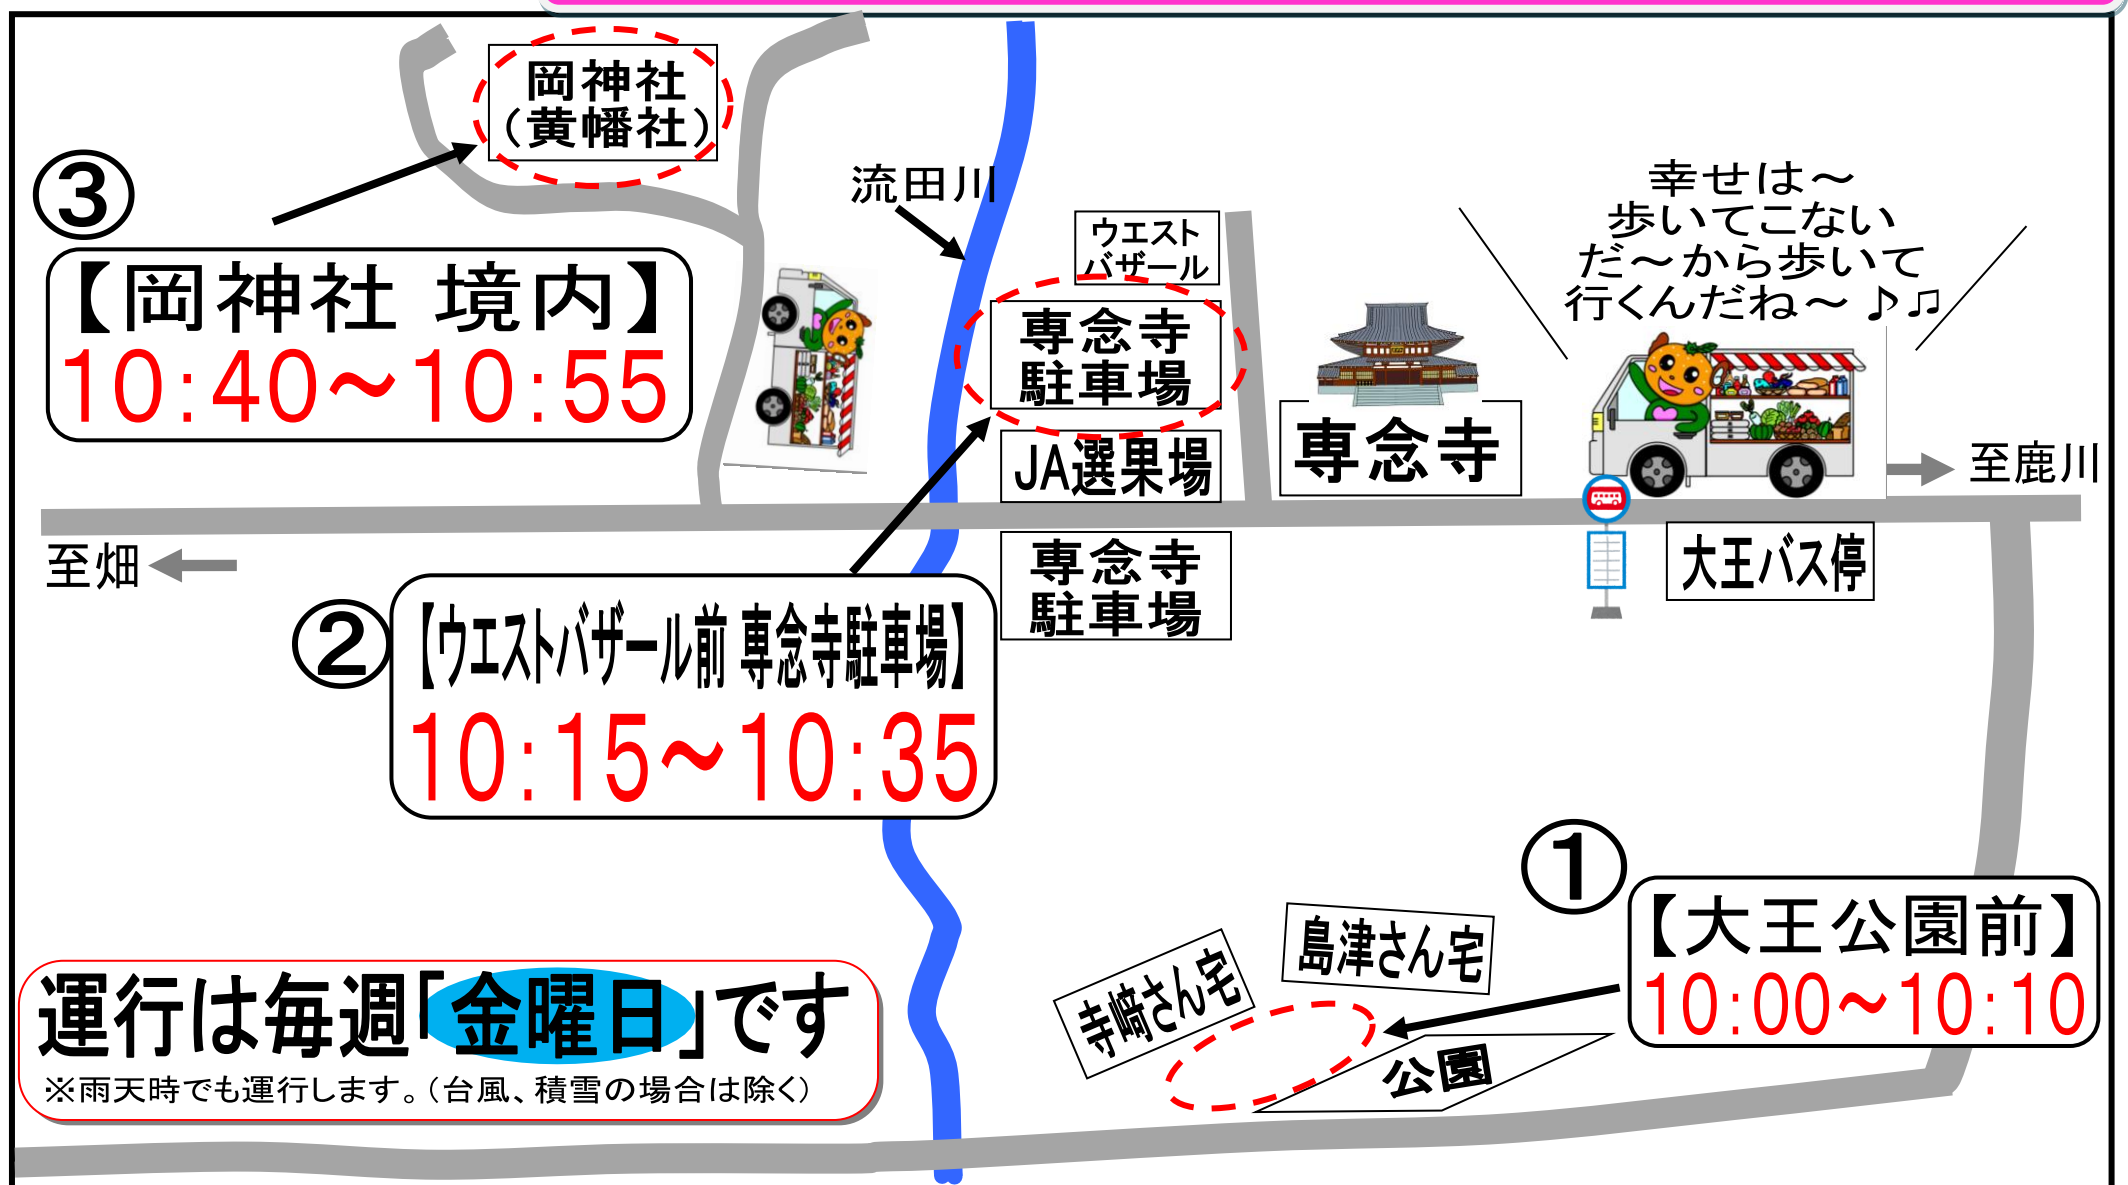 岡神社
（黄幡社）
③
【岡神社 境内】
10:40～10:55
流田川
ウエスト
バザール
専念寺
駐車場
JA選果場
専念寺
幸せは～
歩いてこない
だ～から歩いて
行くんだね～♪♫
至鹿川
至畑
大王バス停
専念寺
駐車場
②
【ウエストバザール前 専念寺駐車場】
10:15～10:35
①
【大王公園前】
10:00～10:10
島津さん宅
寺﨑さん宅
公園
運行は毎週「金曜日」です
※雨天時でも運行します。（台風、積雪の場合は除く）